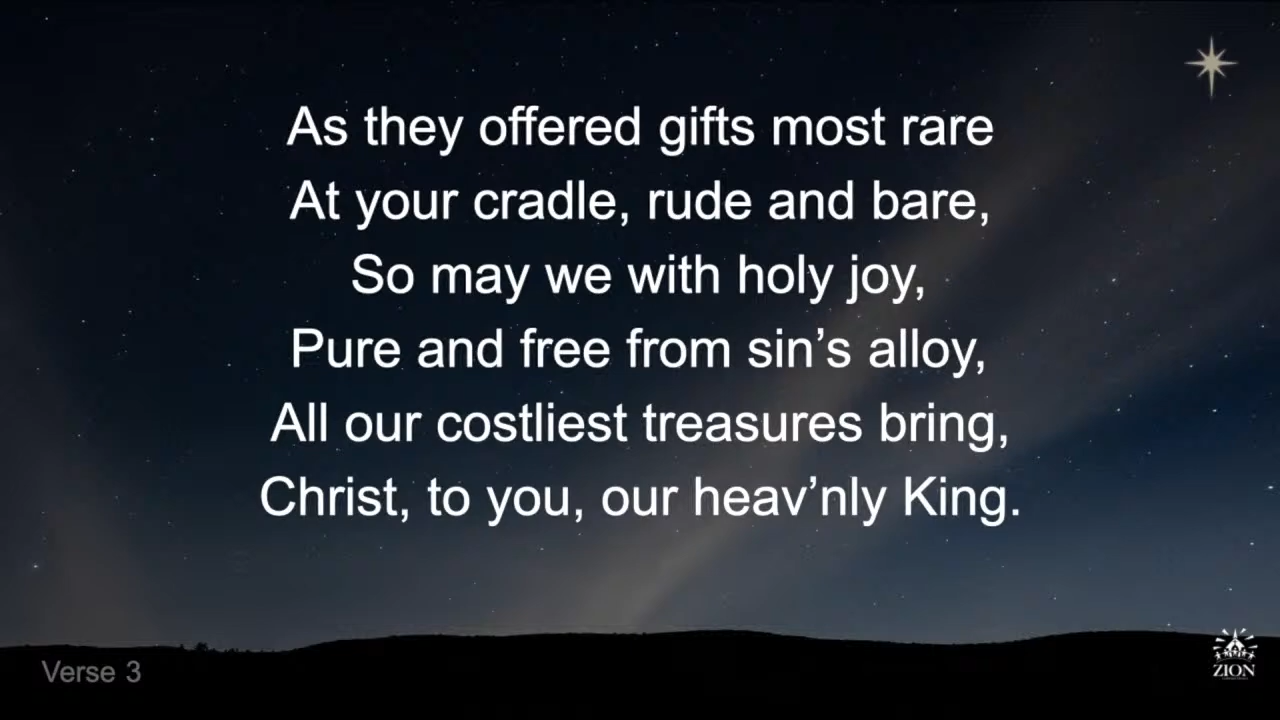 As they offered gifts most rare
At your cradle, rude and bare,
So may we with holy joy,
Pure and free from sin’s alloy,
All our costliest treasures bring,
Christ, to you, our heav’nly King.
Verse 3
ZION